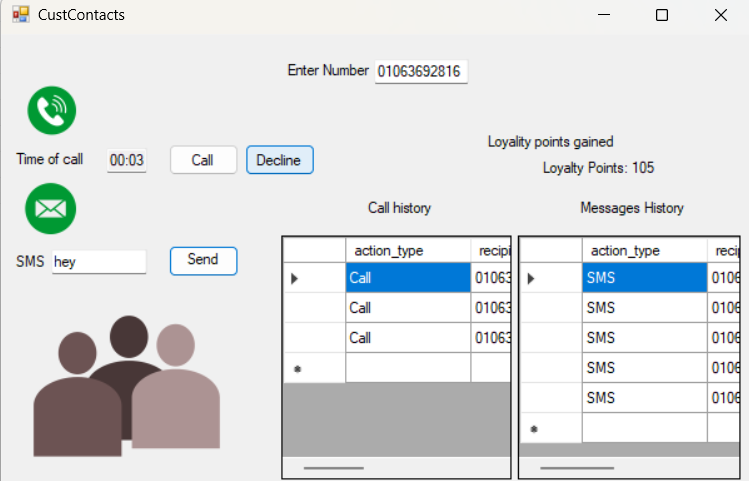 CustContacts
Enter Number 01063692816
Loyality points gained
Time of call 00:03 Call Decline
Loyalty Points: 105
Call history
Messages History
SMS hey Send
action_type recipi
Call 01063
Call 01063
Call 01063
action_type recip
SMS 0106
SMS 0106
SMS 0106
SMS 0106
SMS 0106